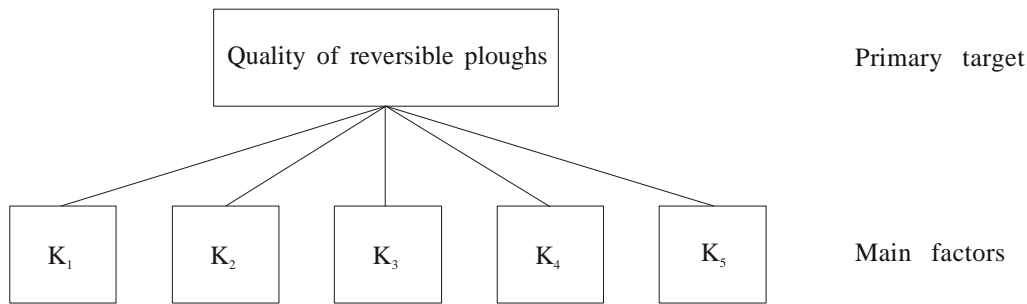 Quality of reversible ploughs
Primary target
K₁ K₂ K₃ K₄ K₅
Main factors